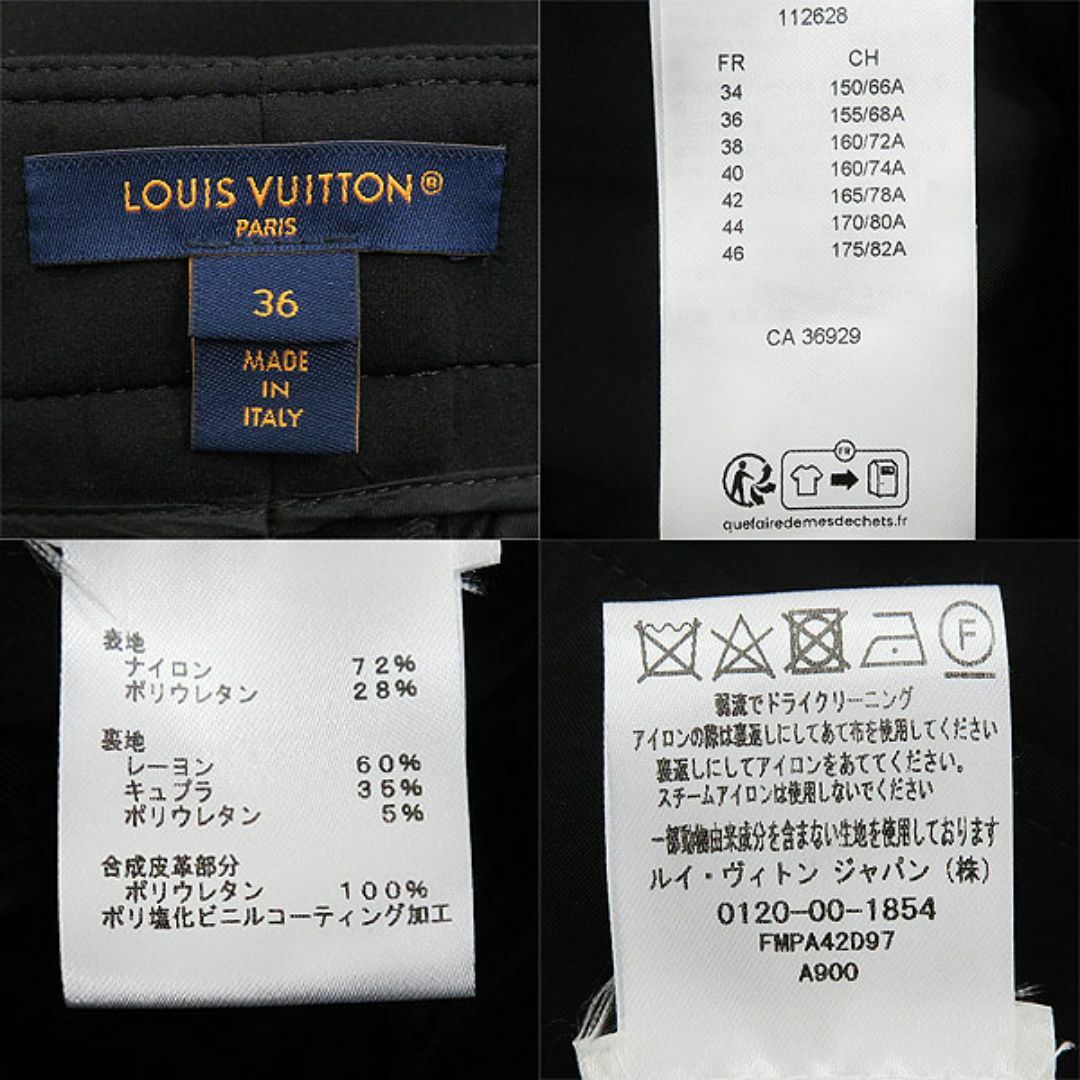 LOUIS VUITTON®
PARIS
36
MADE
IN
ITALY
112628
FR CH
34 150/66A
36 155/68A
38 160/72A
40 160/74A
42 165/78A
44 170/80A
46 175/82A
CA 36929
FR
quefairedemesdechets.fr
表地
ナイロン 72%
ポリウレタン 28%
裏地
レーヨン 60%
キュプラ 35%
ポリウレタン 5%
合成皮革部分
ポリウレタン 100%
ポリ塩化ビニルコーティング加工
F
弱流でドライクリーニング
アイロンの際は裏返しにしてあて布を使用してください
裏返しにしてアイロンをあててください。
スチームアイロンは使用しないでください
一部動物由来成分を含まない生地を使用しております
ルイ・ヴィトン ジャパン (株)
0120-00-1854
FMPA42D97
A900